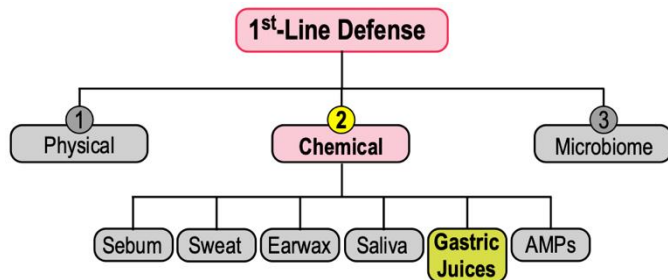 1st-Line Defense
1
2
3
Physical
Chemical
Microbiome
Sebum
Sweat
Earwax
Saliva
Gastric
Juices
AMPs